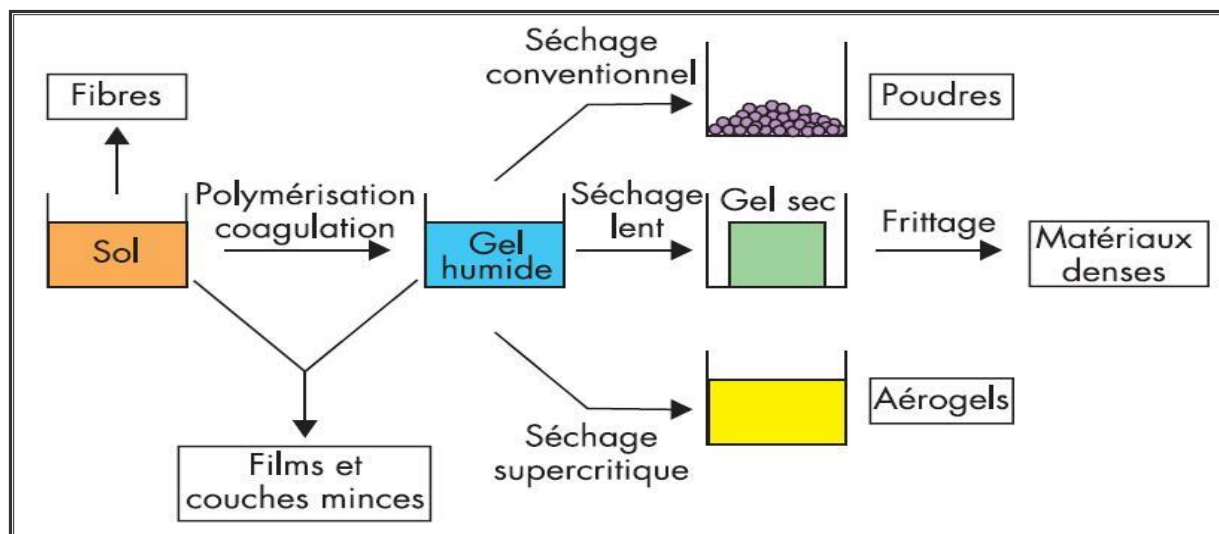 Séchage
conventionnel
Fibres
Poudres
Polymérisation
coagulation
Séchage
lent
Gel sec
Frittage
Sol
Gel
humide
Matériaux
denses
Aérogels
Séchage
supercritique
Films et
couches minces